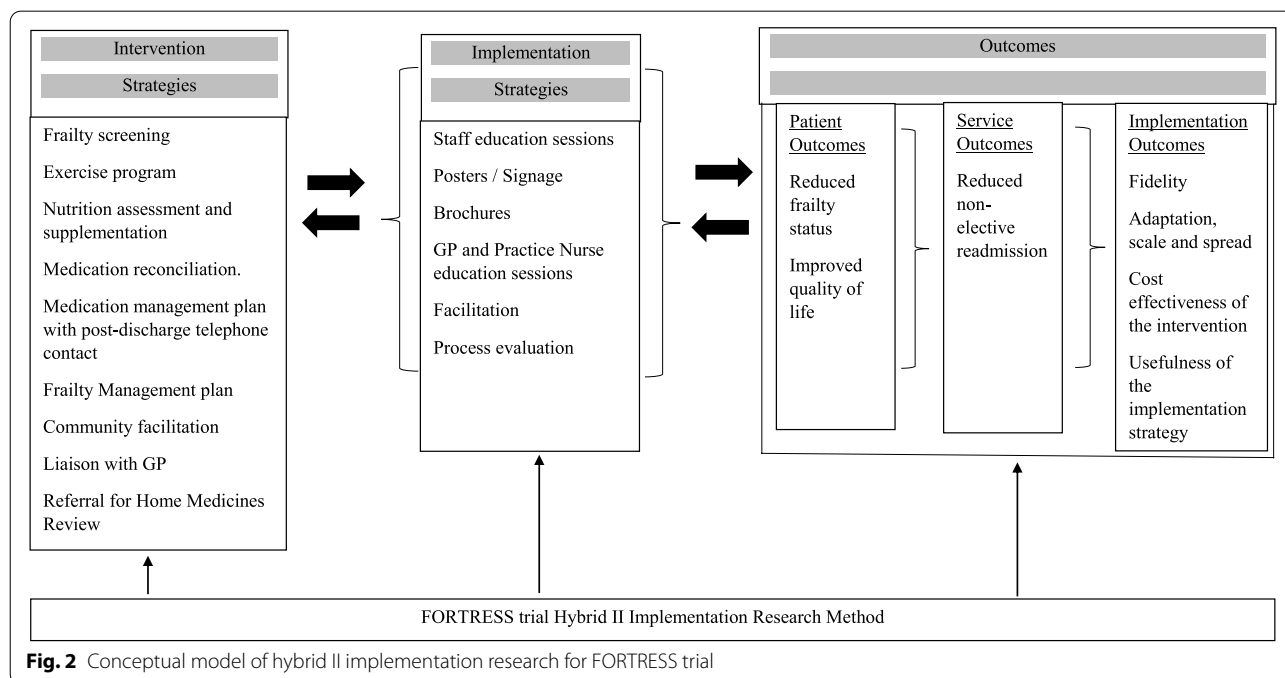 Intervention
Strategies
Frailty screening
Exercise program
Nutrition assessment and
supplementation
Medication reconciliation.
Medication management plan
with post-discharge telephone
contact
Frailty Management plan
Community facilitation
Liaison with GP
Referral for Home Medicines
Review
Implementation
Strategies
Staff education sessions
Posters / Signage
Brochures
GP and Practice Nurse
education sessions
Facilitation
Process evaluation
Outcomes
Patient
Outcomes
Reduced
frailty
status
Improved
quality of
life
Service
Outcomes
Reduced
non-
elective
readmission
Implementation
Outcomes
Fidelity
Adaptation,
scale and spread
Cost
effectiveness of
the intervention
Usefulness of
the
implementation
strategy
FORTRESS trial Hybrid II Implementation Research Method
Fig. 2 Conceptual model of hybrid II implementation research for FORTRESS trial